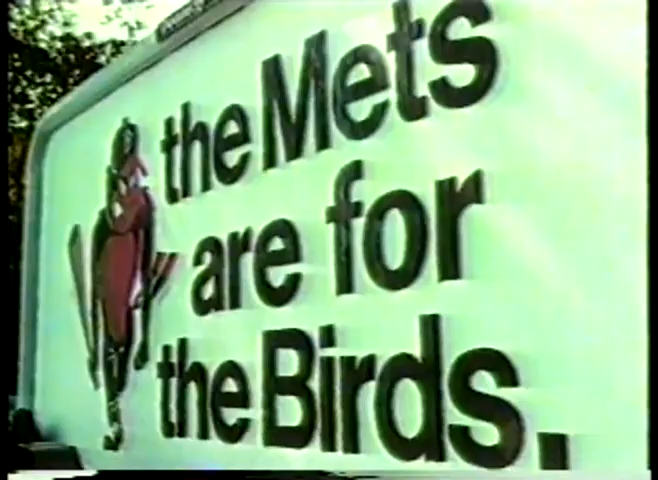 the Mets
are for
the Birds.